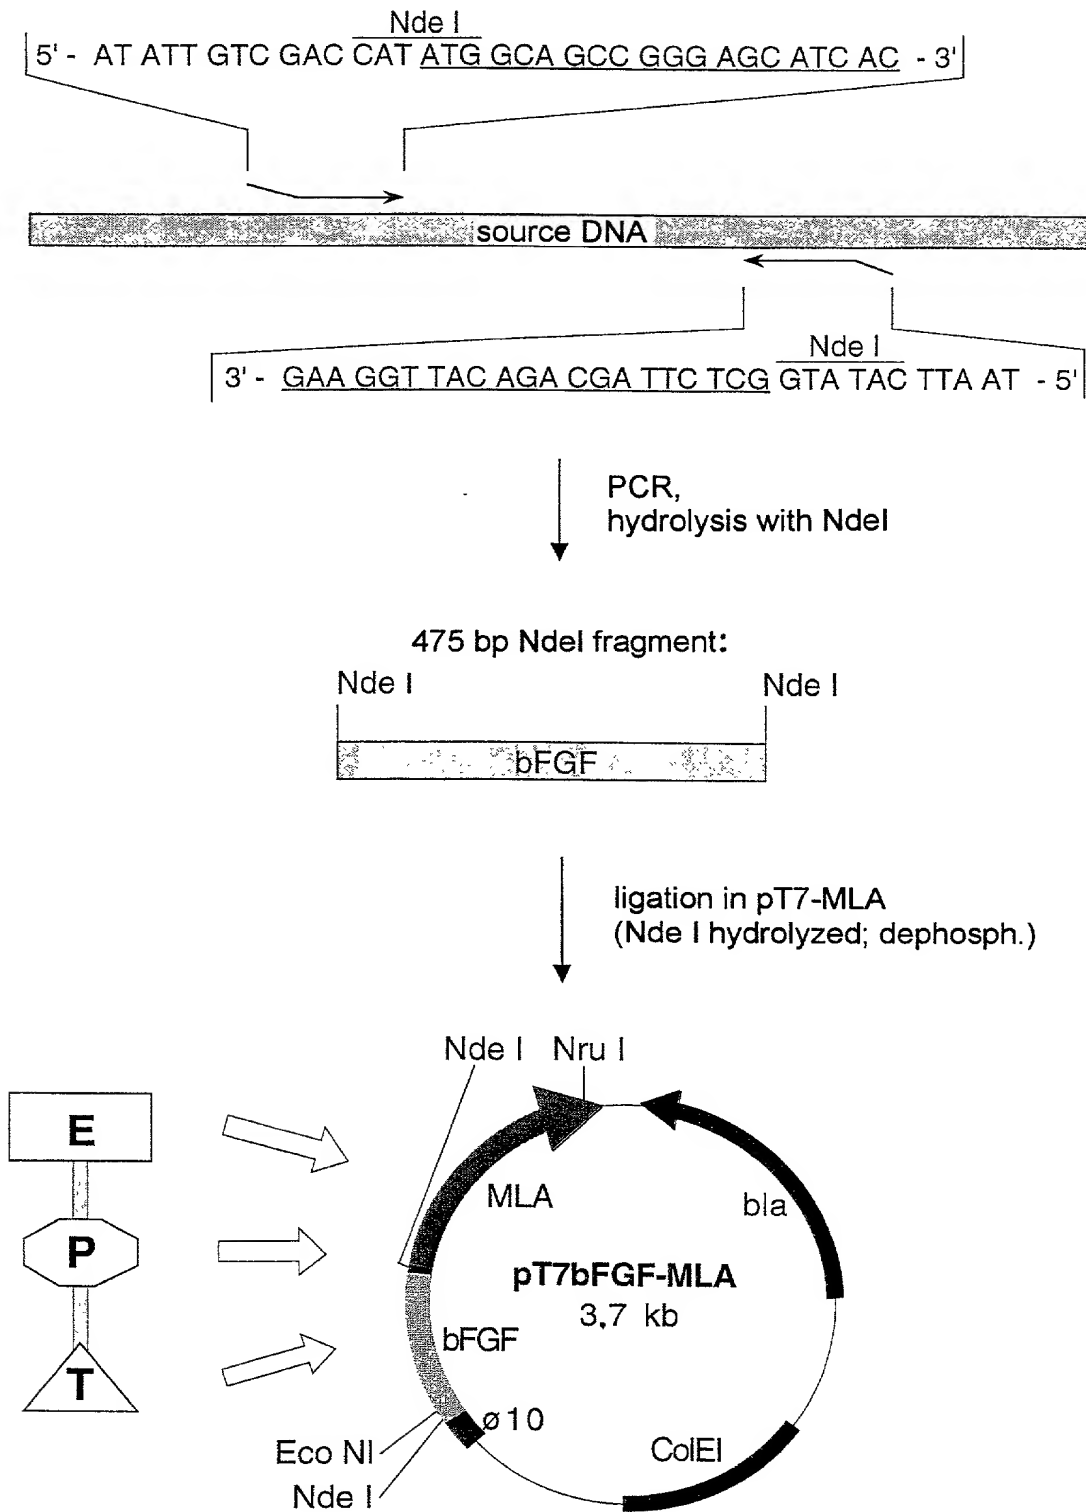 Nde I
5' - AT ATT GTC GAC CAT ATG GCA GCC GGG AGC ATC AC - 3'
source DNA
Nde I
3' - GAA GGT TAC AGA CGA TTC TCG GTA TAC TTA AT - 5'
PCR,
hydrolysis with NdeI
475 bp NdeI fragment:
Nde I
Nde I
bFGF
ligation in pT7-MLA
(Nde I hydrolyzed; dephosph.)
Nde I
Nru I
E
P
T
MLA
bla
pT7bFGF-MLA
3,7 kb
bFGF
ø10
Eco NI
Nde I
ColEI